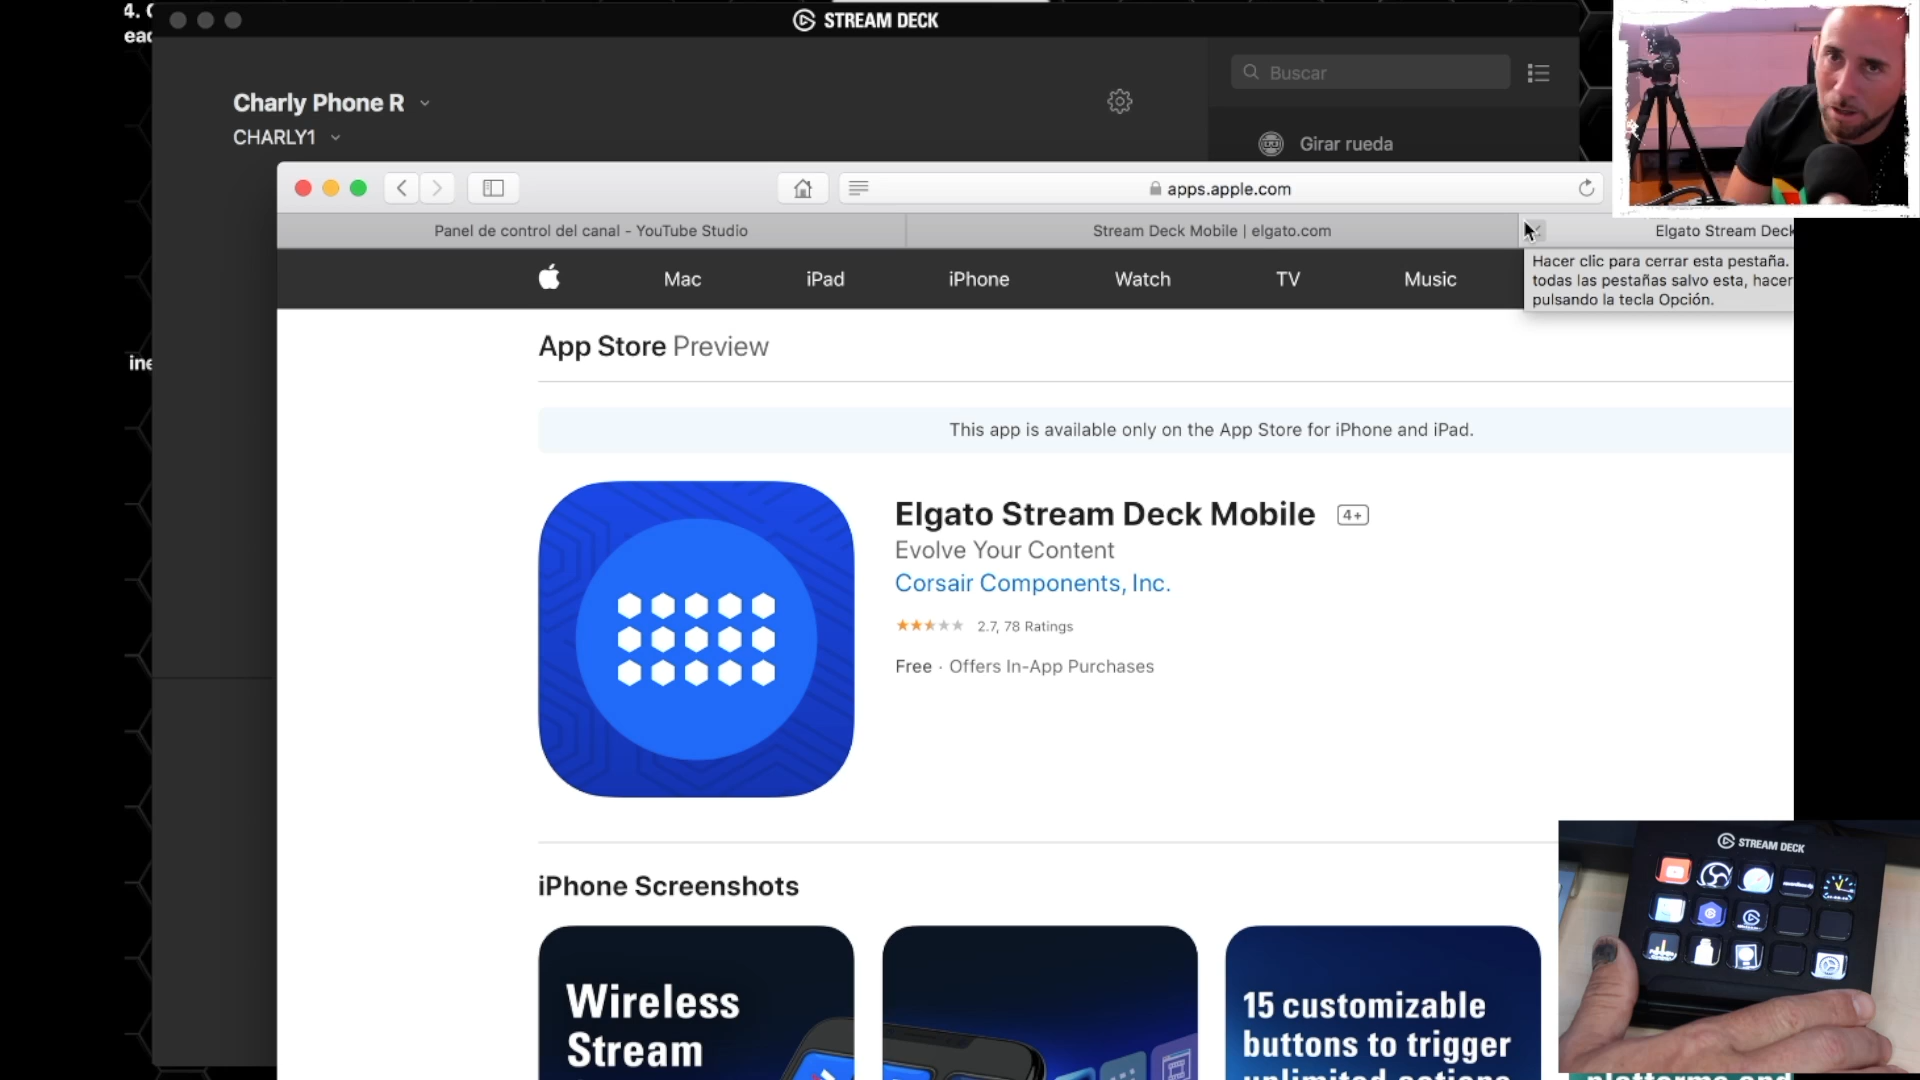 4.
STREAM DECK
Charly Phone R
CHARLY1
Buscar
Girar rueda
apps.apple.com
Panel de control del canal - YouTube Studio
Stream Deck Mobile | elgato.com
Elgato Stream Deck
Hacer clic para cerrar esta pestaña.
todas las pestañas salvo esta, hacer
pulsando la tecla Opción.
Mac
iPad
iPhone
Watch
TV
Music
App Store Preview
This app is available only on the App Store for iPhone and iPad.
Elgato Stream Deck Mobile 4+
Evolve Your Content
Corsair Components, Inc.
2.7, 78 Ratings
Free · Offers In-App Purchases
iPhone Screenshots
Wireless
Stream
15 customizable
buttons to trigger
unlimited actions
STREAM DECK
platforms and